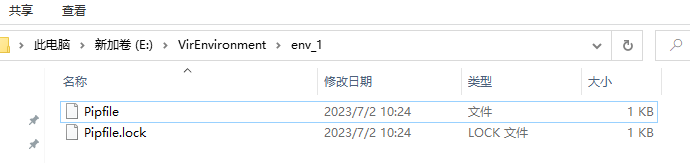 共享 查看
此电脑 新加卷 (E:) VirEnvironment env_1
名称 修改日期 类型 大小
Pipfile 2023/7/2 10:24 文件 1 KB
Pipfile.lock 2023/7/2 10:24 LOCK 文件 1 KB